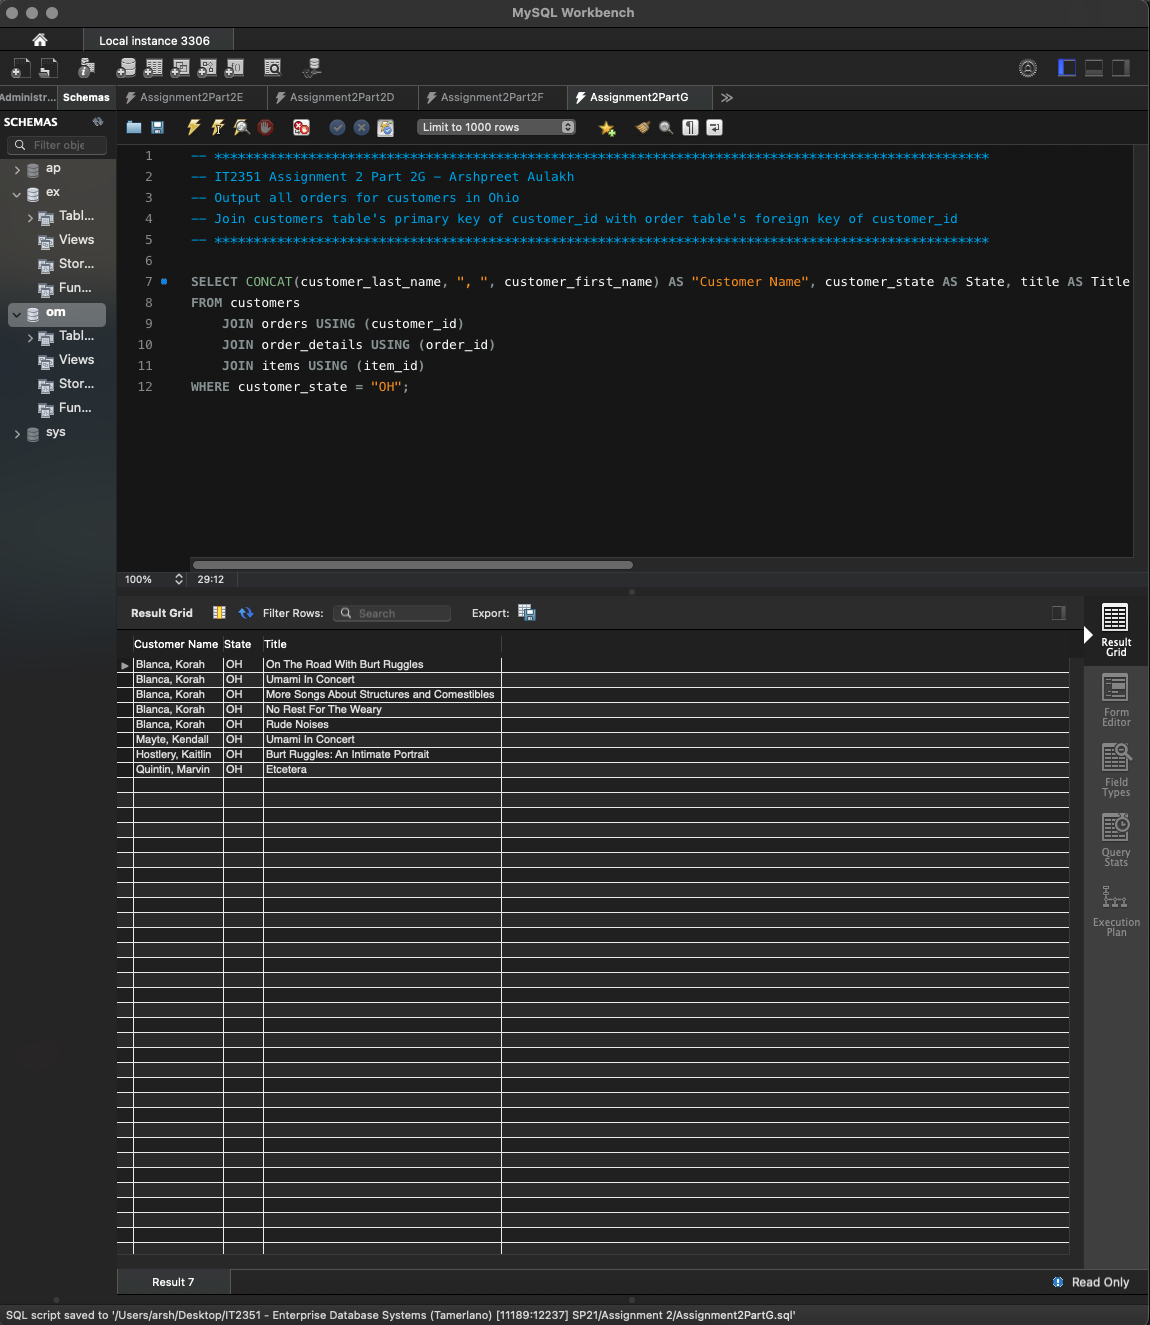 MySQL Workbench
Local instance 3306
Administr... Schemas Assignment2Part2E Assignment2Part2D Assignment2Part2F Assignment2PartG
SCHEMAS
Filter obje
Limit to 1000 rows
ap
ex
Tabl...
Views
Stor...
Fun...
om
Tabl...
Views
Stor...
Fun...
sys
1 -- ***************************************************************************************************
2 -- IT2351 Assignment 2 Part 2G - Arshpreet Aulakh
3 -- Output all orders for customers in Ohio
4 -- Join customers table's primary key of customer_id with order table's foreign key of customer_id
5 -- ***************************************************************************************************
6
7 SELECT CONCAT(customer_last_name, ", ", customer_first_name) AS "Customer Name", customer_state AS State, title AS Title
8 FROM customers
9 JOIN orders USING (customer_id)
10 JOIN order_details USING (order_id)
11 JOIN items USING (item_id)
12 WHERE customer_state = "OH";
100% 29:12
Result Grid Filter Rows: Search Export:
Customer Name State Title
Blanca, Korah OH On The Road With Burt Ruggles
Blanca, Korah OH Umami In Concert
Blanca, Korah OH More Songs About Structures and Comestibles
Blanca, Korah OH No Rest For The Weary
Blanca, Korah OH Rude Noises
Mayte, Kendall OH Umami In Concert
Hostlery, Kaitlin OH Burt Ruggles: An Intimate Portrait
Quintin, Marvin OH Etcetera
Result
Grid
Form
Editor
Field
Types
Query
Stats
Execution
Plan
Result 7
Read Only
SQL script saved to '/Users/arsh/Desktop/IT2351 - Enterprise Database Systems (Tamerlano) [11189:12237] SP21/Assignment 2/Assignment2PartG.sql'